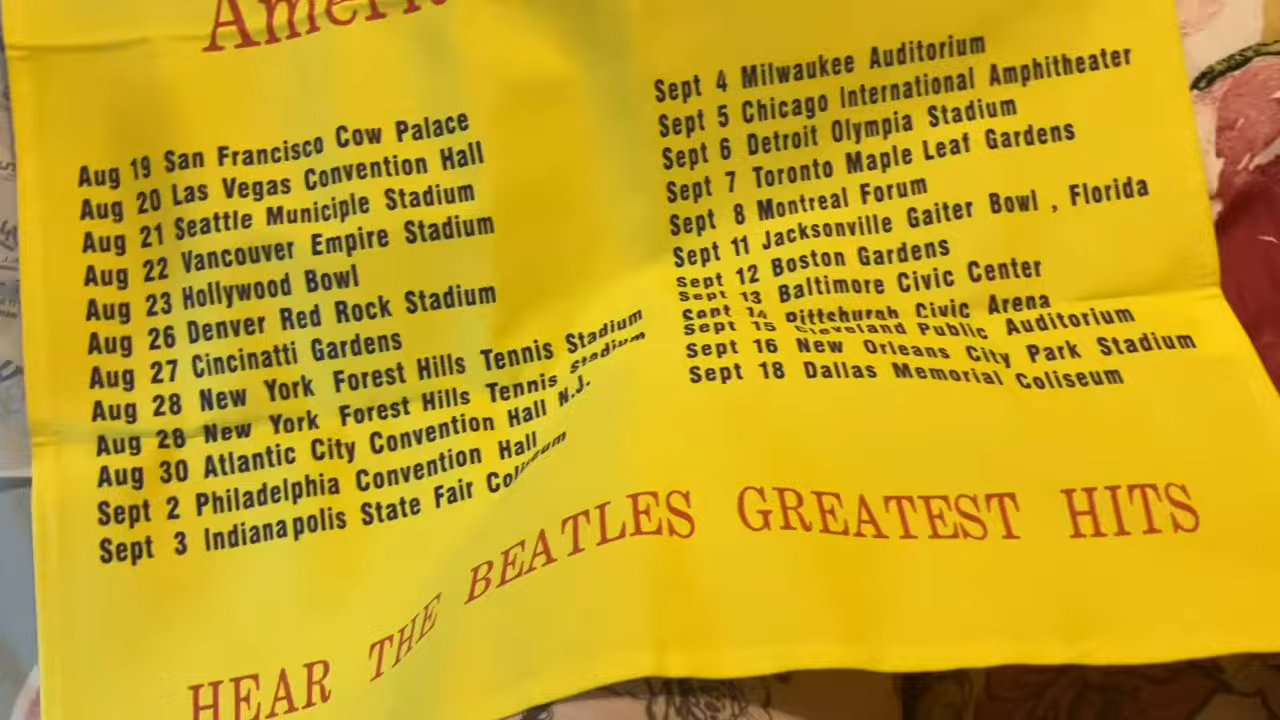 Aug 19 San Francisco Cow Palace
Aug 20 Las Vegas Convention Hall
Aug 21 Seattle Municiple Stadium
Aug 22 Vancouver Empire Stadium
Aug 23 Hollywood Bowl
Aug 26 Denver Red Rock Stadium
Aug 27 Cincinatti Gardens
Aug 28 New York Forest Hills Tennis Stadium
Aug 28 New York Forest Hills Tennis Stadium
Aug 30 Atlantic City Convention Hall N.J.
Sept 2 Philadelphia Convention Hall
Sept 3 Indianapolis State Fair Coliseum
Sept 4 Milwaukee Auditorium
Sept 5 Chicago International Amphitheater
Sept 6 Detroit Olympia Stadium
Sept 7 Toronto Maple Leaf Gardens
Sept 8 Montreal Forum
Sept 11 Jacksonville Gaiter Bowl , Florida
Sept 12 Boston Gardens
Sept 13 Baltimore Civic Center
Sept 14 Pittsburgh Civic Arena
Sept 15 Cleveland Public Auditorium
Sept 16 New Orleans City Park Stadium
Sept 18 Dallas Memorial Coliseum
HEAR THE BEATLES GREATEST HITS